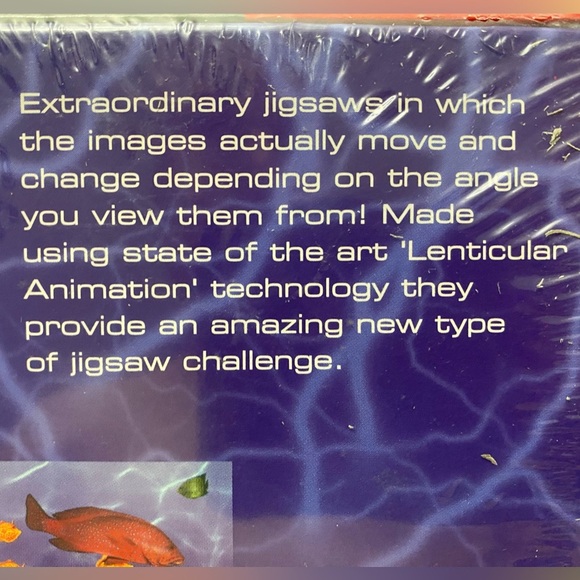 Extraordinary jigsaws in which
the images actually move and
change depending on the angle
you view them from! Made
using state of the art 'Lenticular
Animation' technology they
provide an amazing new type
of jigsaw challenge.